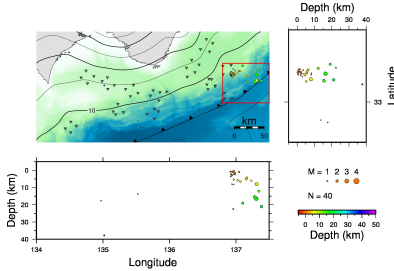 Depth (km)
0 10 20 30 40
33
Latitude
10
km
0 50
M = 1 2 3 4
N = 40
0 10 20 30 40 50
Depth (km)
0
10
20
30
40
Depth (km)
134 135 136 137
Longitude